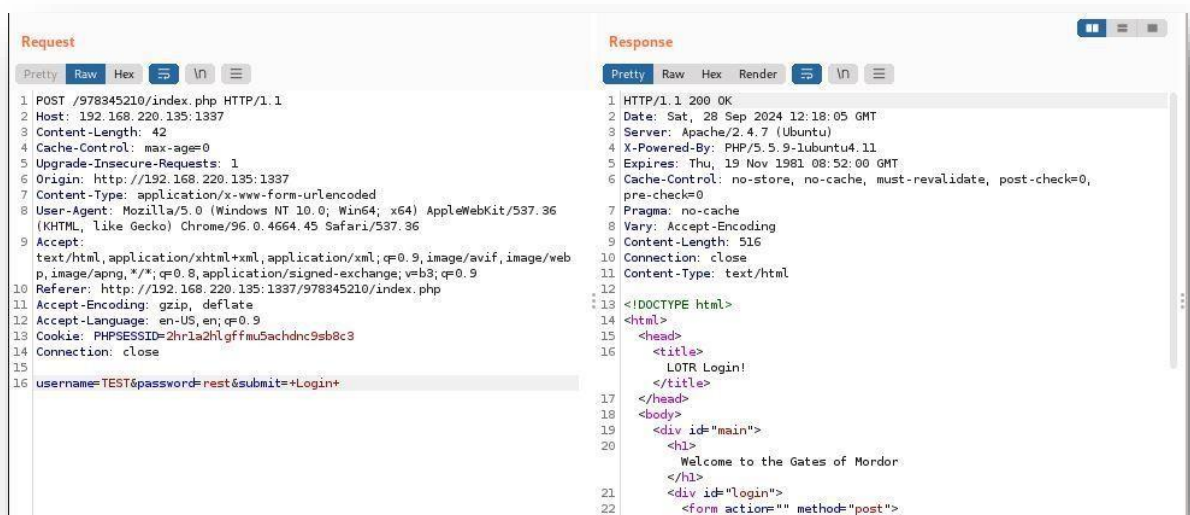 Request
Pretty Raw Hex \n
1 POST /978345210/index.php HTTP/1.1
2 Host: 192.168.220.135:1337
3 Content-Length: 42
4 Cache-Control: max-age=0
5 Upgrade-Insecure-Requests: 1
6 Origin: http://192.168.220.135:1337
7 Content-Type: application/x-www-form-urlencoded
8 User-Agent: Mozilla/5.0 (Windows NT 10.0; Win64; x64) AppleWebKit/537.36
(KHTML, like Gecko) Chrome/96.0.4664.45 Safari/537.36
9 Accept:
text/html,application/xhtml+xml,application/xml;q=0.9,image/avif,image/web
p,image/apng,*/*;q=0.8,application/signed-exchange;v=b3;q=0.9
10 Referer: http://192.168.220.135:1337/978345210/index.php
11 Accept-Encoding: gzip, deflate
12 Accept-Language: en-US,en;q=0.9
13 Cookie: PHPSESSID=2hr1a2hlgffmu5achdnc9sb8c3
14 Connection: close
15
16 username=TEST&password=rest&submit=+Login+
Response
Pretty Raw Hex Render \n
1 HTTP/1.1 200 OK
2 Date: Sat, 28 Sep 2024 12:18:05 GMT
3 Server: Apache/2.4.7 (Ubuntu)
4 X-Powered-By: PHP/5.5.9-1ubuntu4.11
5 Expires: Thu, 19 Nov 1981 08:52:00 GMT
6 Cache-Control: no-store, no-cache, must-revalidate, post-check=0,
pre-check=0
7 Pragma: no-cache
8 Vary: Accept-Encoding
9 Content-Length: 516
10 Connection: close
11 Content-Type: text/html
12
13 <!DOCTYPE html>
14 <html>
15 <head>
16 <title>
LOTR Login!
</title>
17 </head>
18 <body>
19 <div id="main">
20 <h1>
Welcome to the Gates of Mordor
</h1>
21 <div id="login">
22 <form action="" method="post">